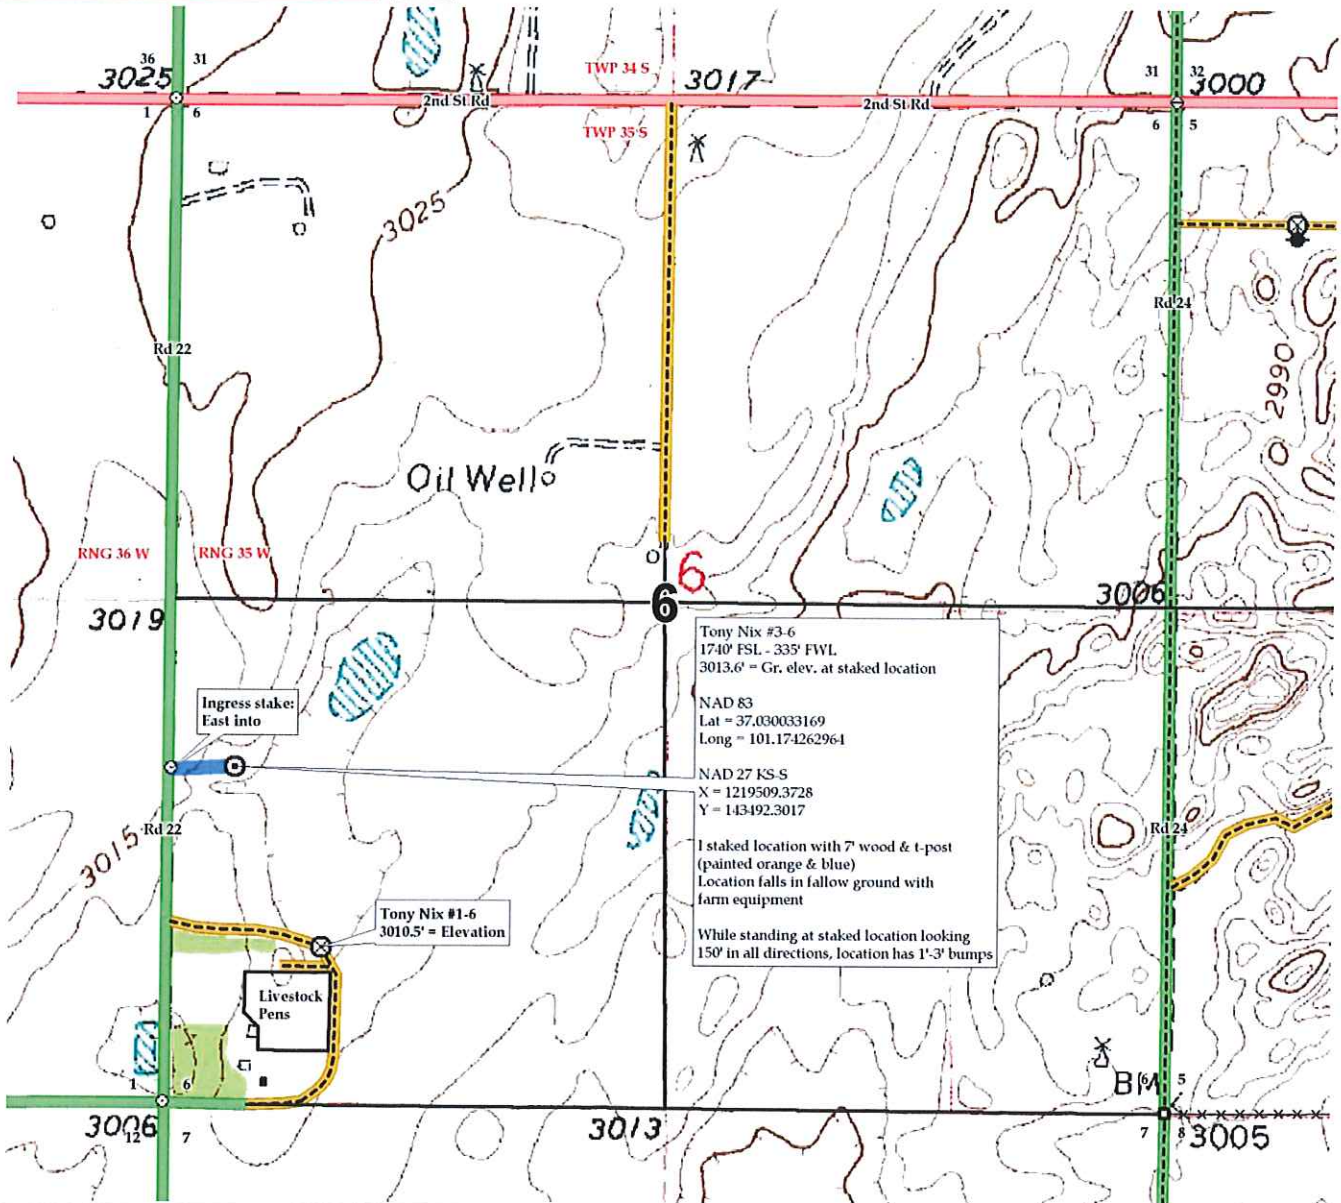 36 31
3025
1 6
2nd St Rd
TWP 34 S
TWP 35 S
3017
2nd St Rd
31 32
3000
6 5
3025
Rd 22
Rd 24
2990
Oil Well
RNG 36 W
RNG 35 W
6
6
3019
3006
Tony Nix #3-6
1740' FSL - 335' FWL
3013.6' = Gr. elev. at staked location
NAD 83
Lat = 37.030033169
Long = 101.174262964
NAD 27 KS-S
X = 1219509.3728
Y = 143492.3017
I staked location with 7' wood & t-post
(painted orange & blue)
Location falls in fallow ground with
farm equipment
While standing at staked location looking
150' in all directions, location has 1'-3' bumps
Ingress stake:
East into
Rd 22
3015
Rd 24
Tony Nix #1-6
3010.5' = Elevation
Livestock
Pens
1 6
3006
12 7
3013
BM
6 5
7 8
3005